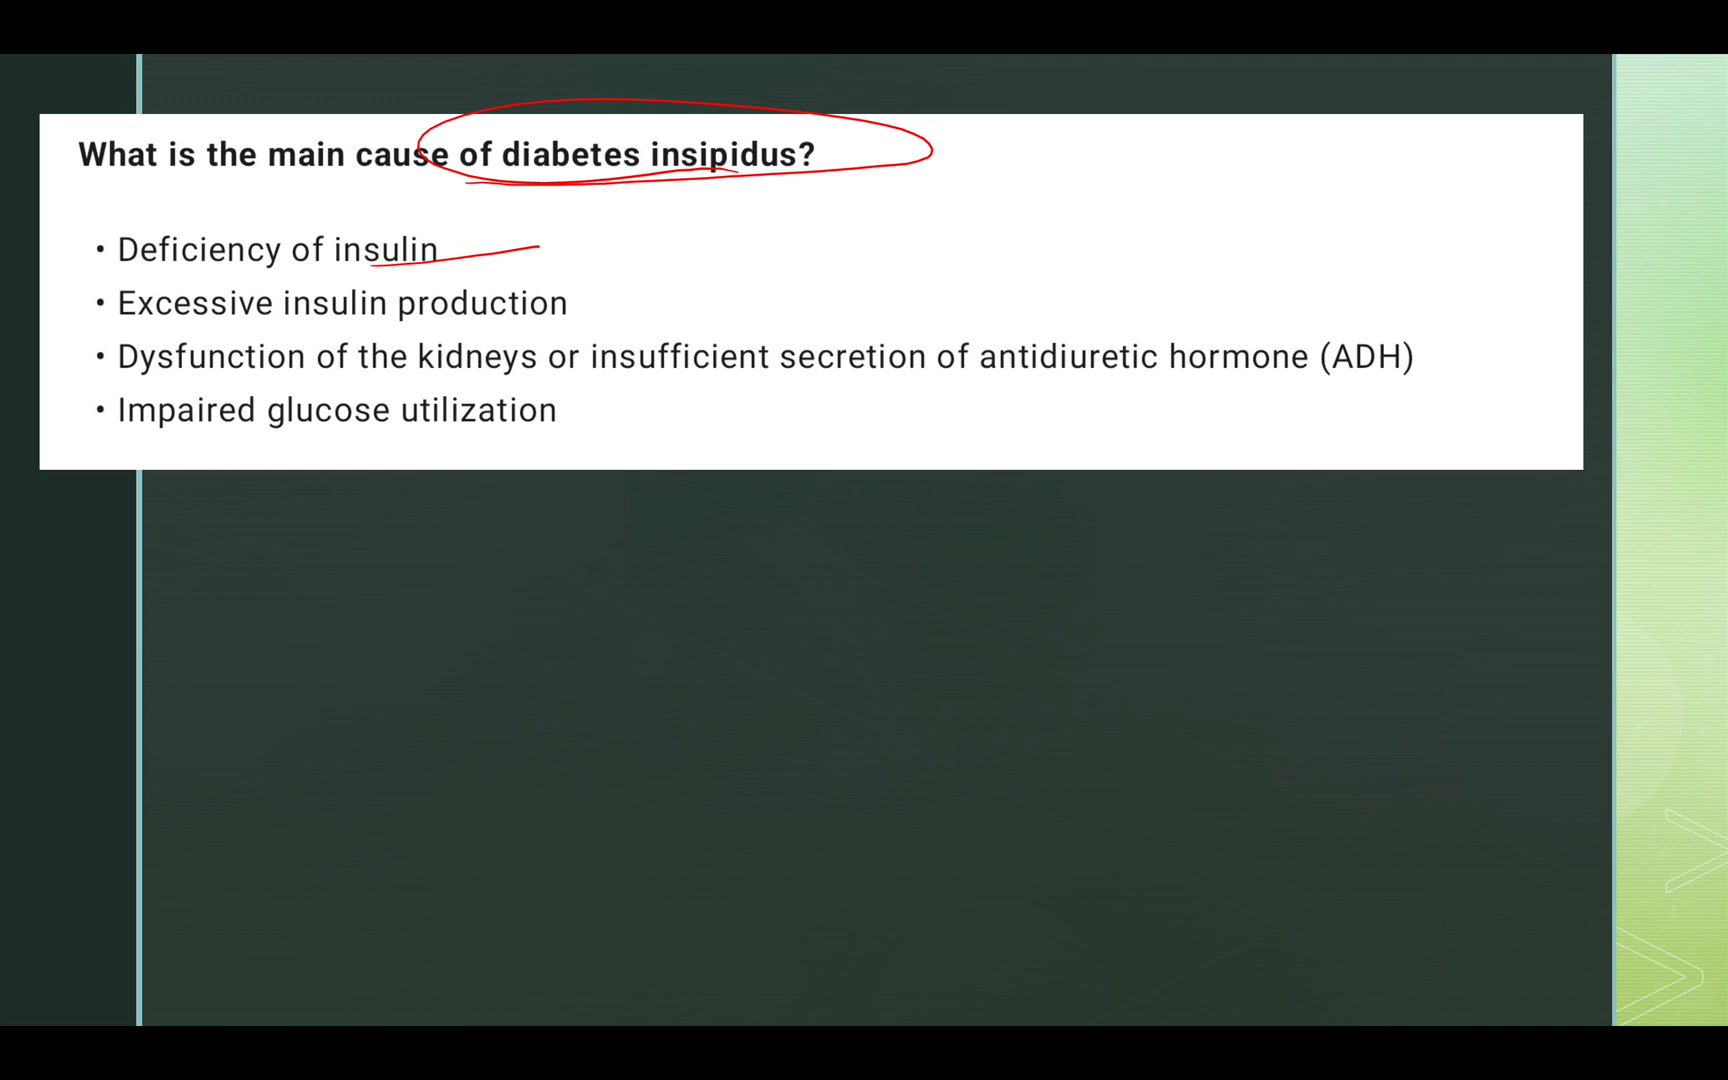 What is the main cause of diabetes insipidus?
• Deficiency of insulin
• Excessive insulin production
• Dysfunction of the kidneys or insufficient secretion of antidiuretic hormone (ADH)
• Impaired glucose utilization